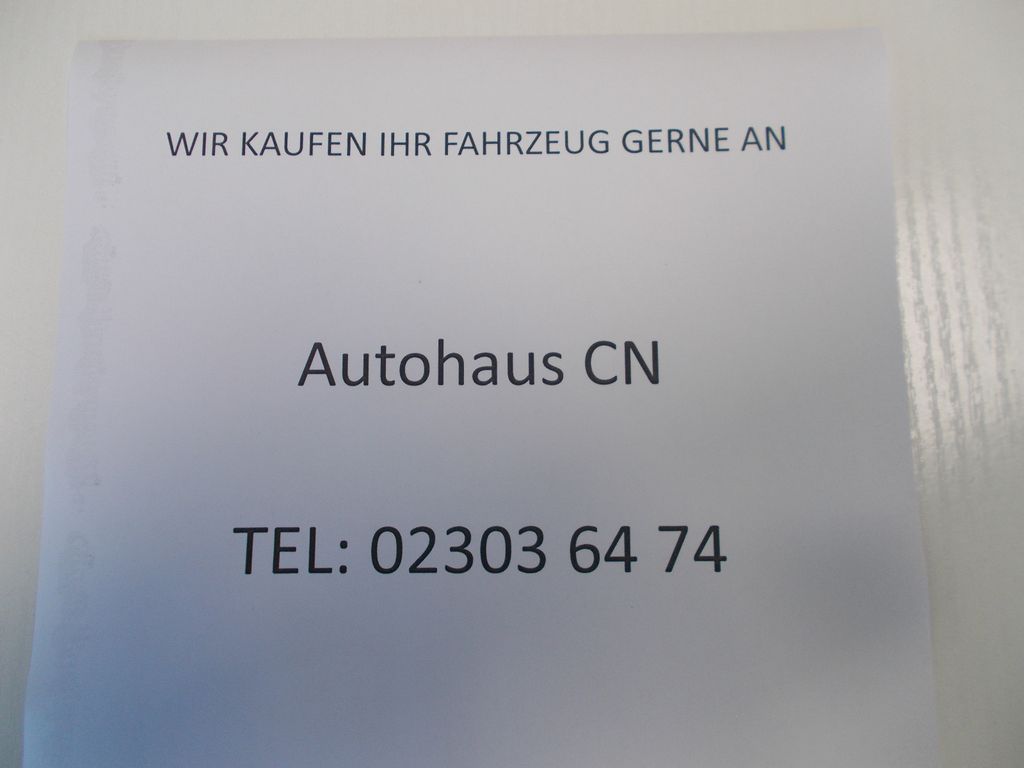 WIR KAUFEN IHR FAHRZEUG GERNE AN
Autohaus CN
TEL: 02303 64 74